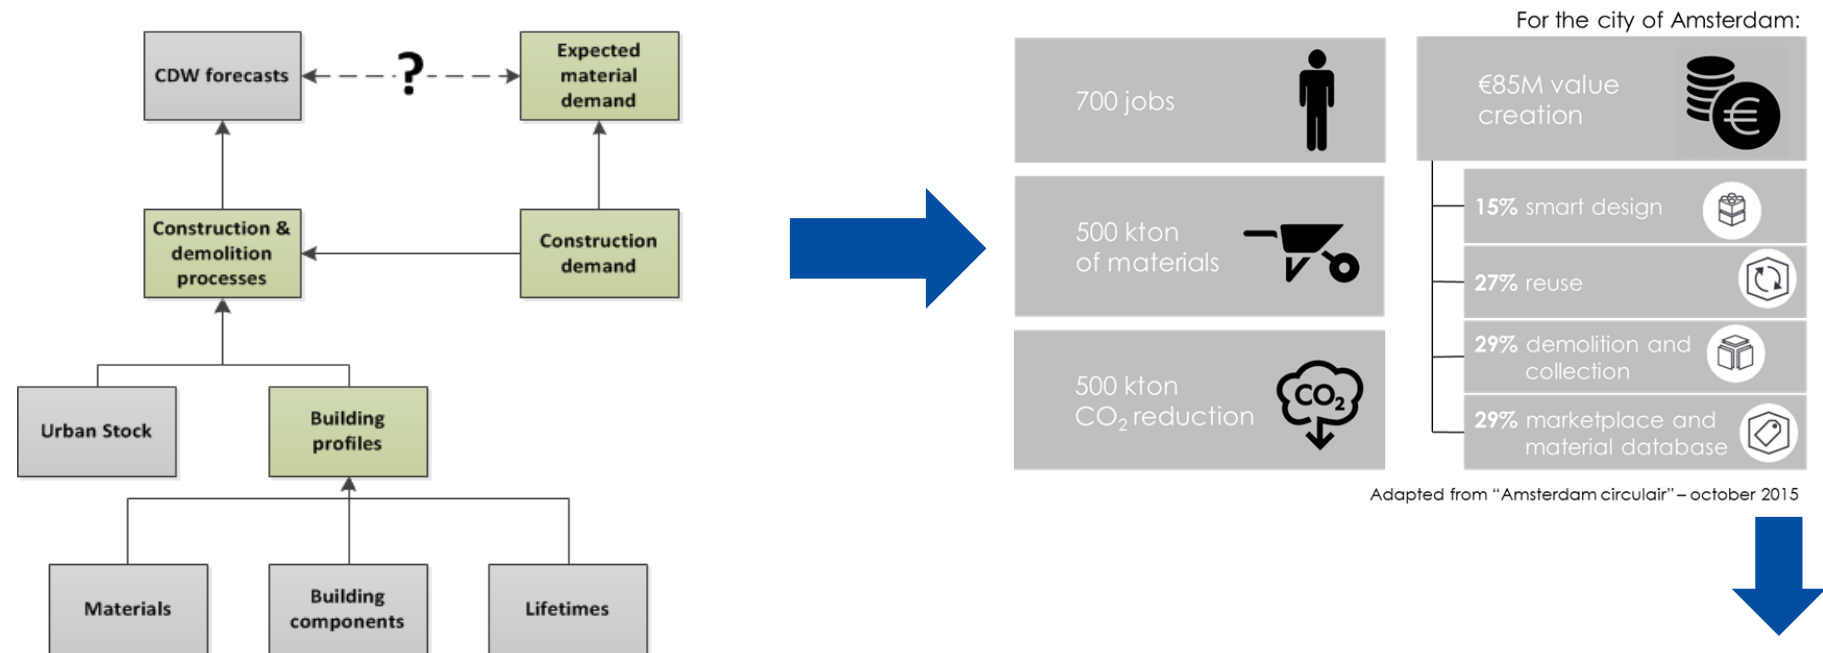 CDW forecasts
?
Expected
material
demand
Construction &
demolition
processes
Construction
demand
Urban Stock
Building
profiles
Materials
Building
components
Lifetimes
For the city of Amsterdam:
700 jobs
500 kton
of materials
500 kton
CO₂ reduction
CO₂
€85M value
creation
€
15% smart design
27% reuse
29% demolition and
collection
29% marketplace and
material database
Adapted from “Amsterdam circulair” – october 2015